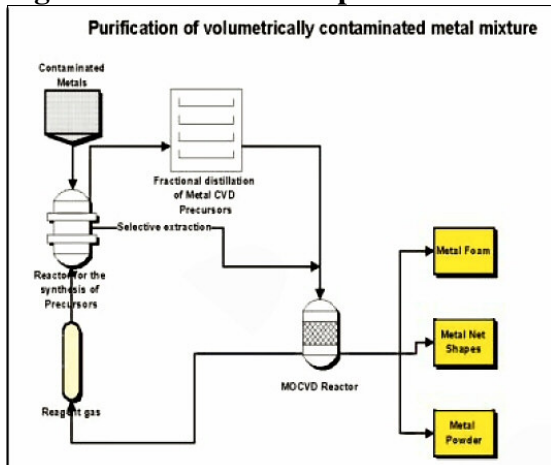 Purification of volumetrically contaminated metal mixture
Contaminated
Metals
Fractional distillation
of Metal CVD
Precursors
Selective extraction
Reactor for the
synthesis of
Precursors
Metal Foam
Metal Net
Shapes
MOCVD Reactor
Reagent gas
Metal
Powder